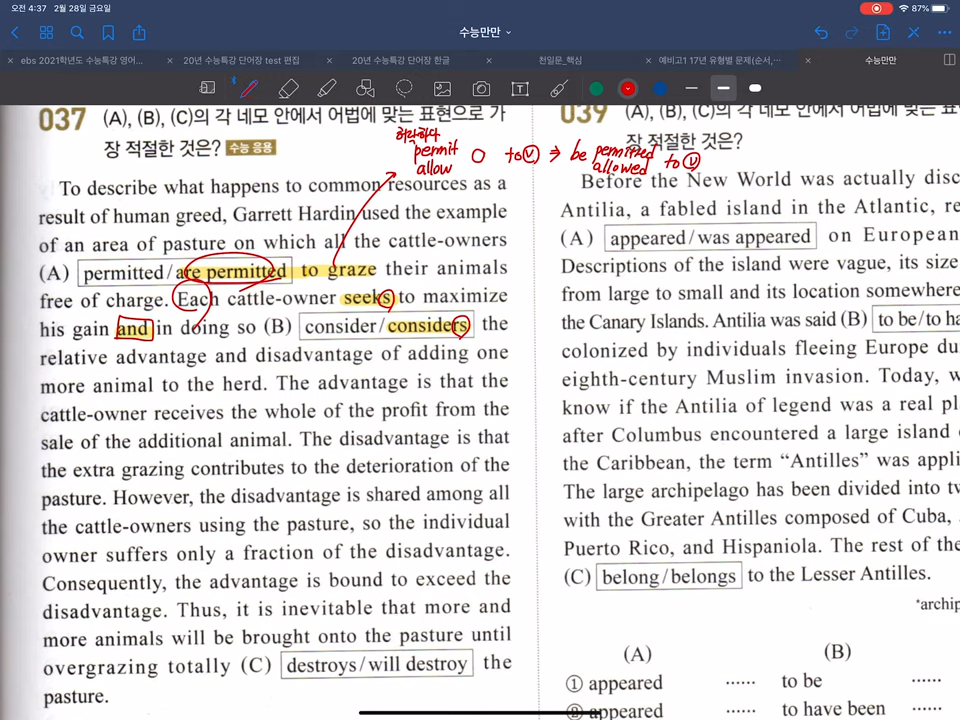 오후 4:37 2월 28일 금요일
87%
수능만만
ebs 2021학년도 수능특강 영어...
20년 수능특강 단어장 test 편집
20년 수능특강 단어장 한글
천일문_핵심
예비고1 17년 유형별 문제(순서,...
수능만만
037 (A), (B), (C)의 각 네모 안에서 어법에 맞는 표현으로 가
장 적절한 것은? 수능 응용
허락하다
permit
allow
O to ⓥ ⇒ be permitted
allowed to ⓥ
To describe what happens to common resources as a
result of human greed, Garrett Hardin used the example
of an area of pasture on which all the cattle-owners
(A) permitted / are permitted to graze their animals
free of charge. Each cattle-owner seeks to maximize
his gain and in doing so (B) consider / considers the
relative advantage and disadvantage of adding one
more animal to the herd. The advantage is that the
cattle-owner receives the whole of the profit from the
sale of the additional animal. The disadvantage is that
the extra grazing contributes to the deterioration of the
pasture. However, the disadvantage is shared among all
the cattle-owners using the pasture, so the individual
owner suffers only a fraction of the disadvantage.
Consequently, the advantage is bound to exceed the
disadvantage. Thus, it is inevitable that more and
more animals will be brought onto the pasture until
overgrazing totally (C) destroys / will destroy the
pasture.
039 (A), (B), (C)의 각 네모 안에서 어법에 맞는 표현
장 적절한 것은?
Before the New World was actually disc
Antilia, a fabled island in the Atlantic, re
(A) appeared / was appeared on European
Descriptions of the island were vague, its size
from large to small and its location somewhere
the Canary Islands. Antilia was said (B) to be / to ha
colonized by individuals fleeing Europe du
eighth-century Muslim invasion. Today, w
know if the Antilia of legend was a real pl
after Columbus encountered a large island
the Caribbean, the term “Antilles” was appli
The large archipelago has been divided into tw
with the Greater Antilles composed of Cuba,
Puerto Rico, and Hispaniola. The rest of the
(C) belong / belongs to the Lesser Antilles.
*archip
(A) (B)
① appeared ...... to be ......
② appeared ...... to have been ......